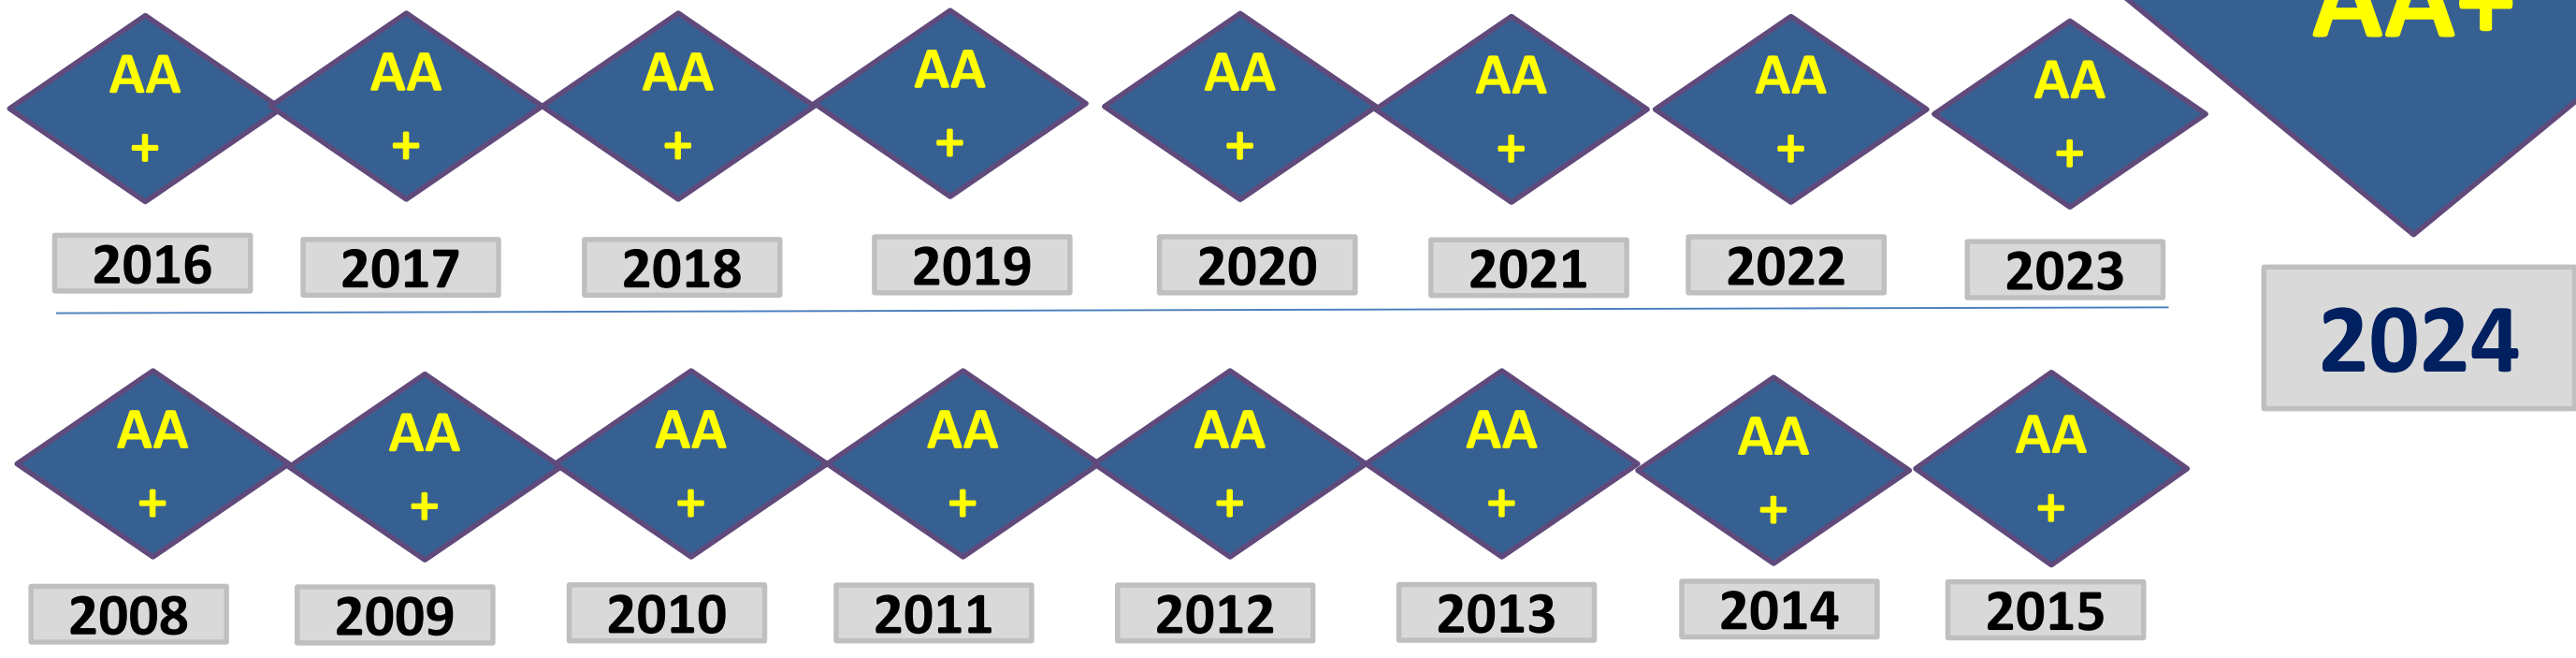 AA AA AA AA AA AA AA AA AA+
+ + + + + + + +
2016 2017 2018 2019 2020 2021 2022 2023
2024
AA AA AA AA AA AA AA AA
+ + + + + + + +
2008 2009 2010 2011 2012 2013 2014 2015